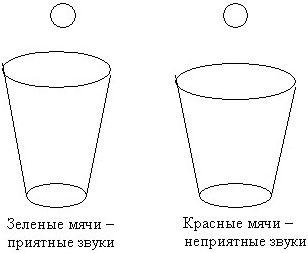 Зеленые мячи –
приятные звуки
Красные мячи –
неприятные звуки